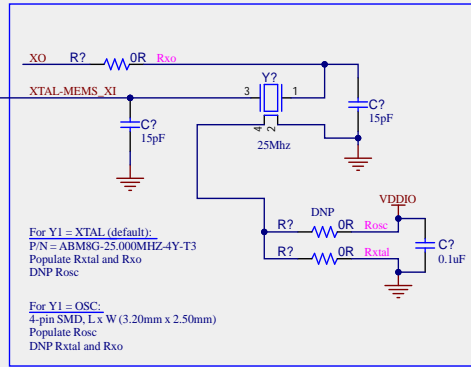 XO R? 0R Rxo
Y?
XTAL-MEMS_XI 3 1
C? 15pF
C? 15pF
4 2
25Mhz
VDDIO
DNP
R? 0R Rosc
R? 0R Rxtal
C? 0.1uF
For Y1 = XTAL (default):
P/N = ABM8G-25.000MHZ-4Y-T3
Populate Rxtal and Rxo
DNP Rosc
For Y1 = OSC:
4-pin SMD, L x W (3.20mm x 2.50mm)
Populate Rosc
DNP Rxtal and Rxo